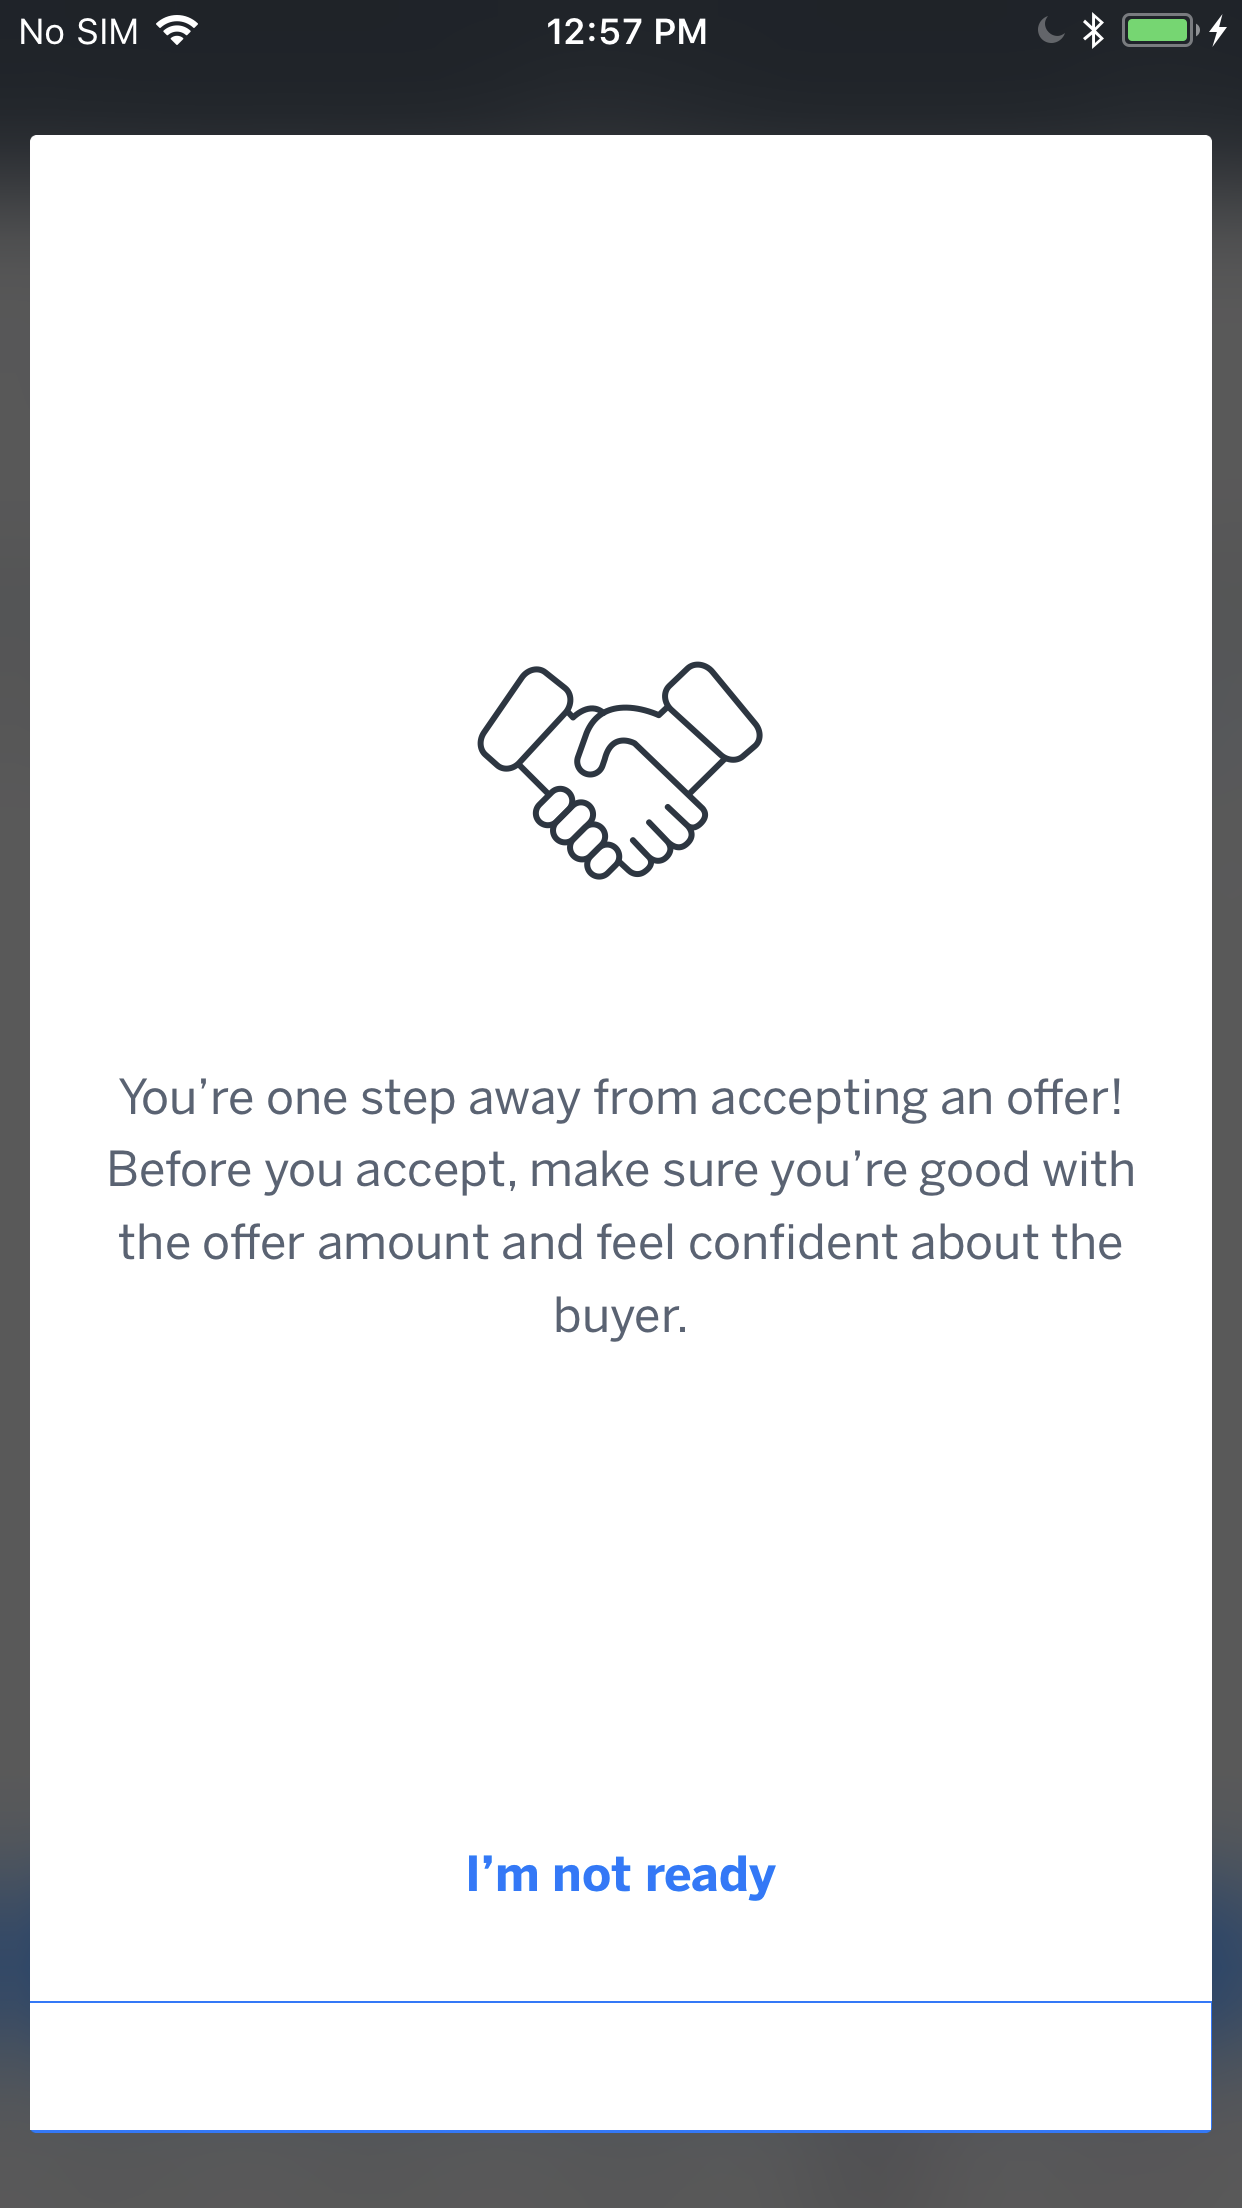 No SIM
12:57 PM
You’re one step away from accepting an offer!
Before you accept, make sure you’re good with
the offer amount and feel confident about the
buyer.
I’m not ready